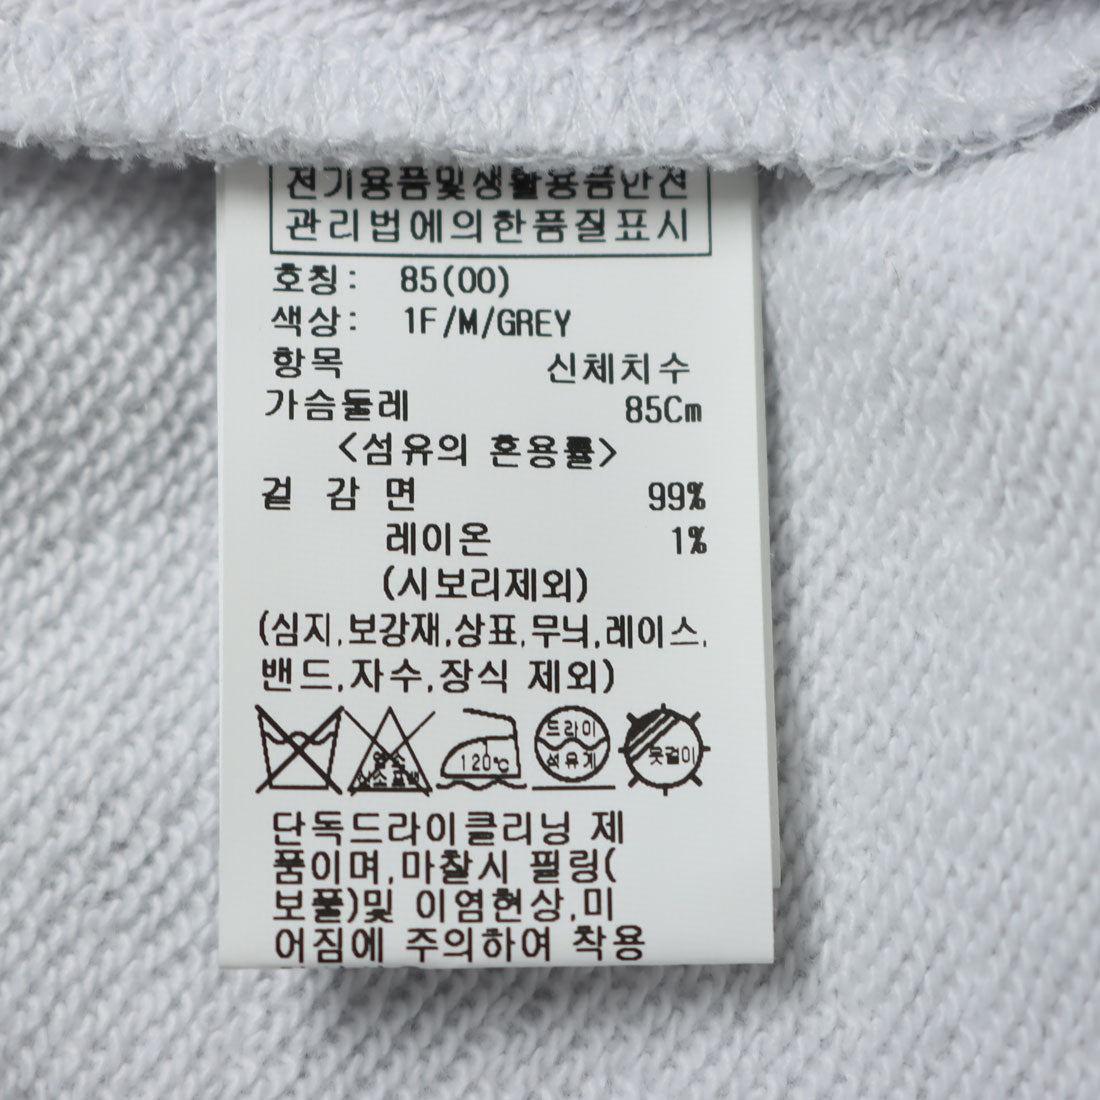 전기용품및생활용품안전
관리법에의한품질표시
호칭: 85(00)
색상: 1F/M/GREY
항목 신체치수
가슴둘레 85Cm
<섬유의 혼용률>
겉 감 면 99%
레이온 1%
(시보리제외)
(심지,보강재,상표,무늬,레이스,
밴드,자수,장식 제외)
염소 산소표백
120℃
드라이
석유계
옷걸이
단독드라이클리닝 제
품이며,마찰시 필링(
보풀)및 이염현상,미
어짐에 주의하여 착용